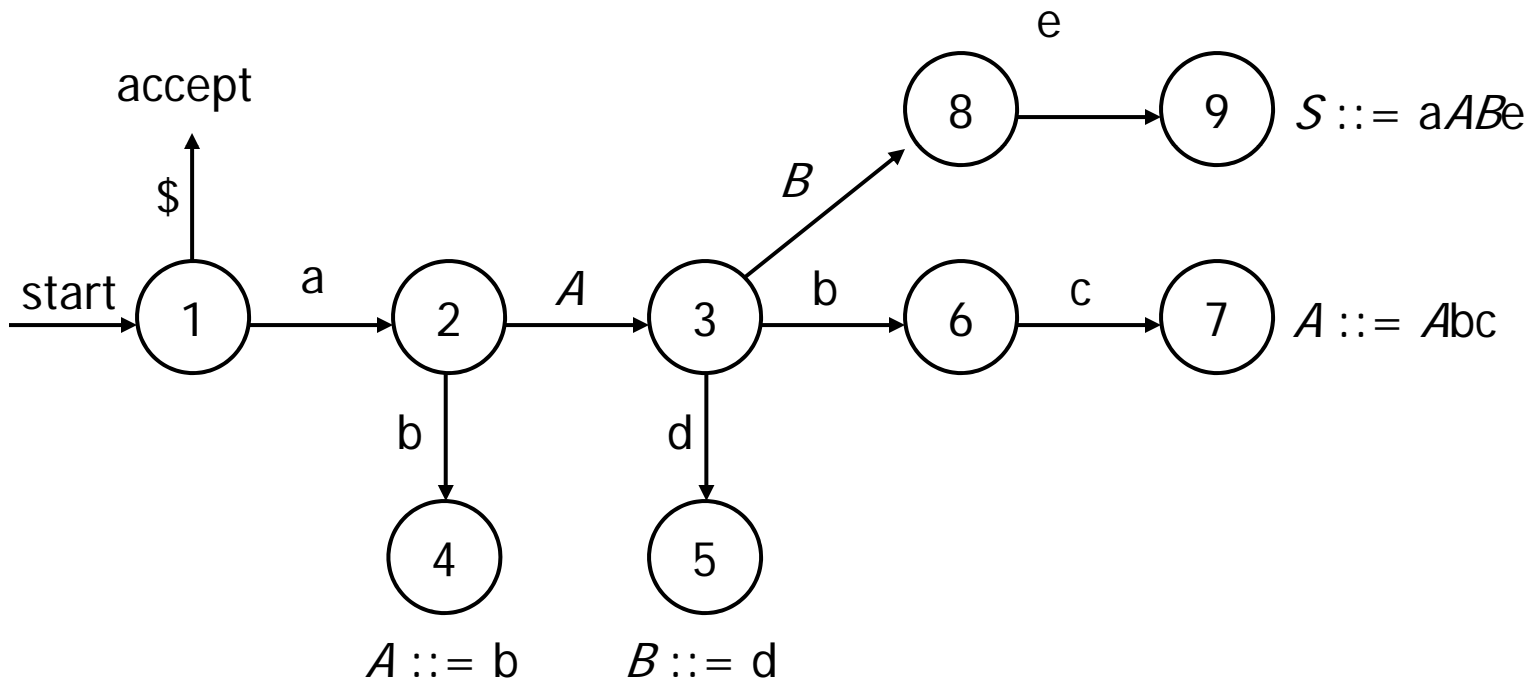 e
accept
8
9
S ::= aABe
B
$
start
1
a
2
A
3
b
6
c
7
A ::= Abc
b
d
4
5
A ::= b
B ::= d